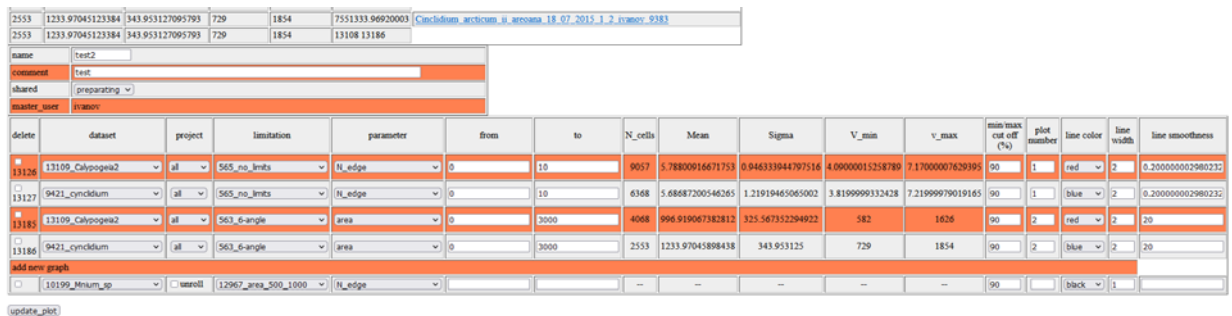 2553 1233.97045123384 343.953127095793 729 1854 7551333.96920003 Cinclidium_arcticum_ii_areoana_18_07_2015_1_2_ivanov_9383
2553 1233.97045123384 343.953127095793 729 1854 13108 13186
name test2
comment test
shared preparating
master_user ivanov
delete dataset project limitation parameter from to N_cells Mean Sigma V_min v_max min/max cut off (%) plot number line color line width line smoothness
13126 13109_Calypogeia2 all 565_no_limits N_edge 0 10 9057 5.78800916671753 0.946333944797516 4.09000015258789 7.17000007629395 90 1 red 2 0.200000002980232
13127 9421_cyncldium all 565_no_limits N_edge 0 10 6368 5.68687200546265 1.21919465065002 3.8199999332428 7.21999979019165 90 1 blue 2 0.200000002980232
13185 13109_Calypogeia2 all 563_6-angle area 0 3000 4068 996.919067382812 325.567352294922 582 1626 90 2 red 2 20
13186 9421_cyncldium all 563_6-angle area 0 3000 2553 1233.97045898438 343.953125 729 1854 90 2 blue 2 20
add new graph
10199_Mnium_sp unroll 12967_area_500_1000 N_edge -- -- -- -- -- 90 black 1
update_plot